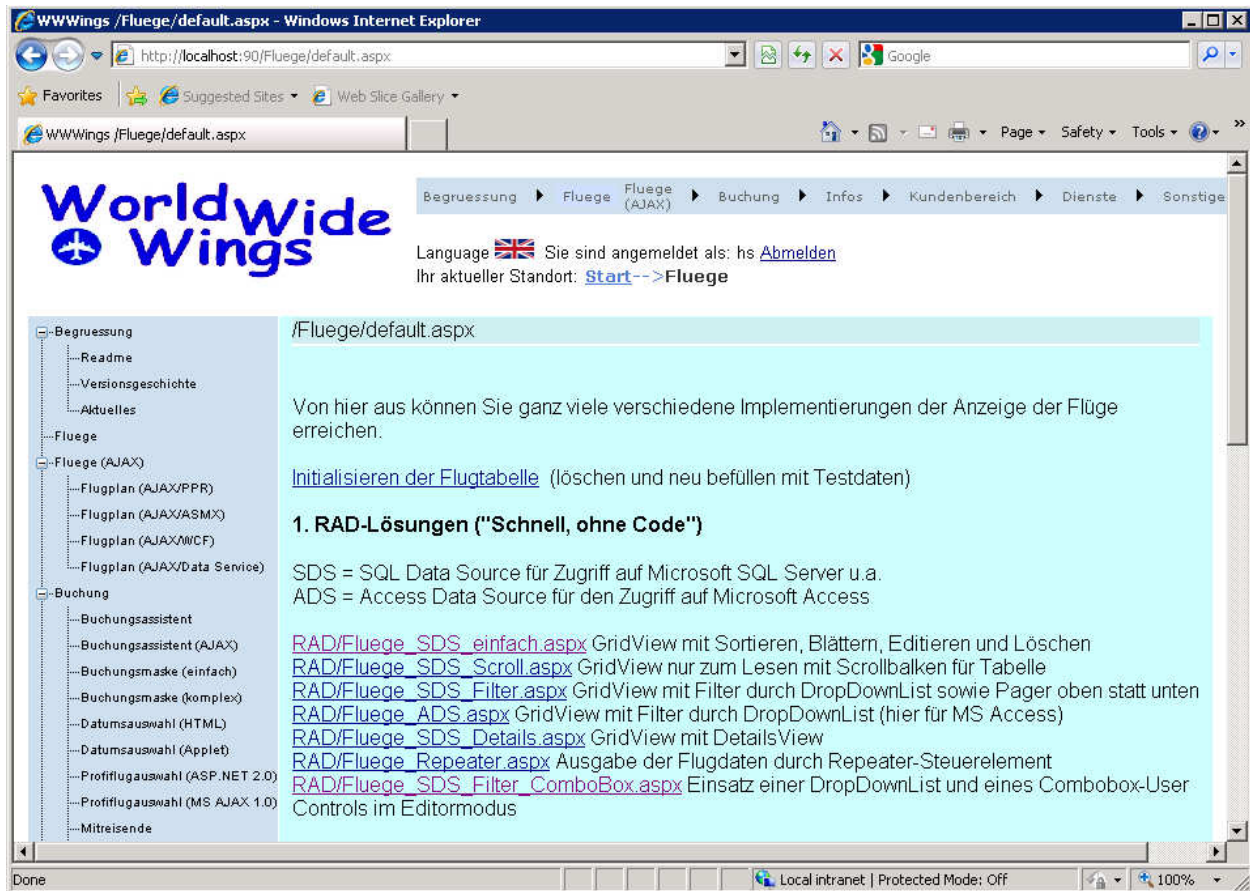 WWWings /Fluege/default.aspx - Windows Internet Explorer
http://localhost:90/Fluege/default.aspx
Google
Favorites
Suggested Sites
Web Slice Gallery
WWWings /Fluege/default.aspx
Page
Safety
Tools
»
WorldWide
Wings
Begruessung
Fluege
Fluege (AJAX)
Buchung
Infos
Kundenbereich
Dienste
Sonstige
Language Sie sind angemeldet als: hs Abmelden
Ihr aktueller Standort: Start-->Fluege
Begruessung
Readme
Versionsgeschichte
Aktuelles
Fluege
Fluege (AJAX)
Flugplan (AJAX/PPR)
Flugplan (AJAX/ASMX)
Flugplan (AJAX/WCF)
Flugplan (AJAX/Data Service)
Buchung
Buchungsassistent
Buchungsassistent (AJAX)
Buchungsmaske (einfach)
Buchungsmaske (komplex)
Datumsauswahl (HTML)
Datumsauswahl (Applet)
Profiflugauswahl (ASP.NET 2.0)
Profiflugauswahl (MS AJAX 1.0)
Mitreisende
/Fluege/default.aspx
Von hier aus können Sie ganz viele verschiedene Implementierungen der Anzeige der Flüge
erreichen.
Initialisieren der Flugtabelle (löschen und neu befüllen mit Testdaten)
1. RAD-Lösungen ("Schnell, ohne Code")
SDS = SQL Data Source für Zugriff auf Microsoft SQL Server u.a.
ADS = Access Data Source für den Zugriff auf Microsoft Access
RAD/Fluege_SDS_einfach.aspx GridView mit Sortieren, Blättern, Editieren und Löschen
RAD/Fluege_SDS_Scroll.aspx GridView nur zum Lesen mit Scrollbalken für Tabelle
RAD/Fluege_SDS_Filter.aspx GridView mit Filter durch DropDownList sowie Pager oben statt unten
RAD/Fluege_ADS.aspx GridView mit Filter durch DropDownList (hier für MS Access)
RAD/Fluege_SDS_Details.aspx GridView mit DetailsView
RAD/Fluege_Repeater.aspx Ausgabe der Flugdaten durch Repeater-Steuerelement
RAD/Fluege_SDS_Filter_ComboBox.aspx Einsatz einer DropDownList und eines Combobox-User
Controls im Editormodus
Done
Local intranet | Protected Mode: Off
100%